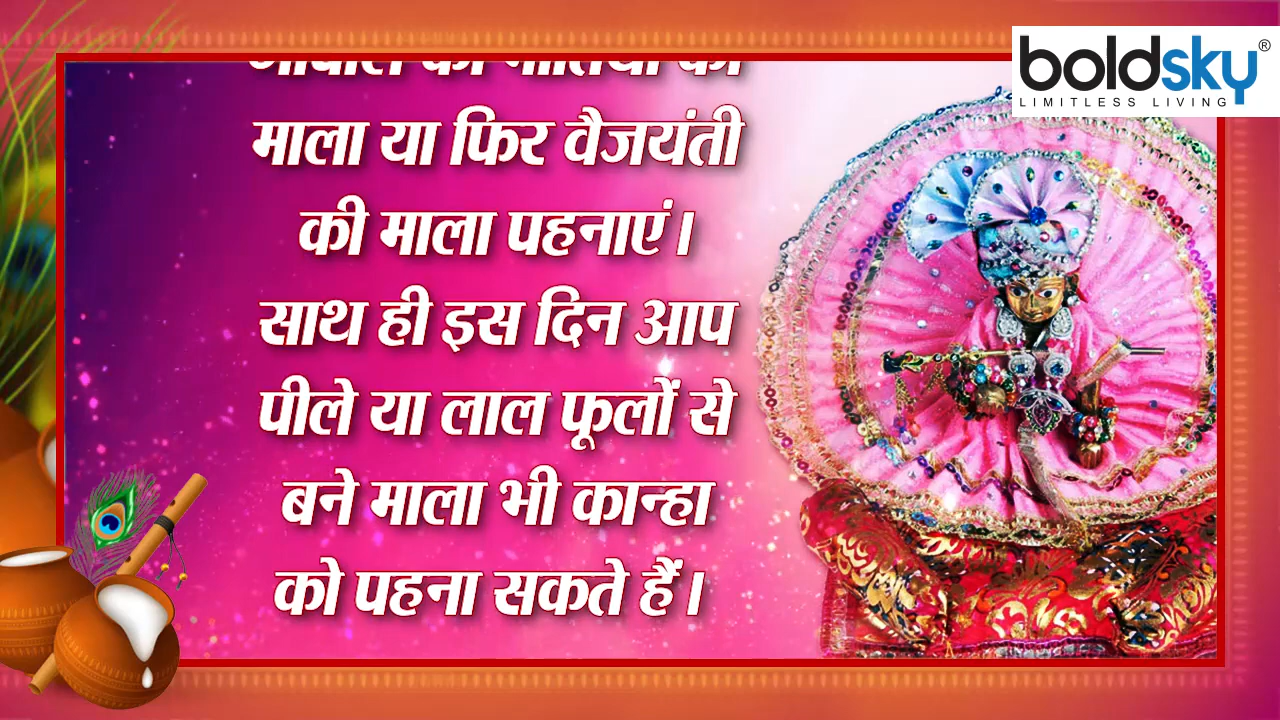 माला या फिर वैजयंती
की माला पहनाएं।
साथ ही इस दिन आप
पीले या लाल फूलों से
बने माला भी कान्हा
को पहना सकते हैं।
boldsky®
LIMITLESS LIVING